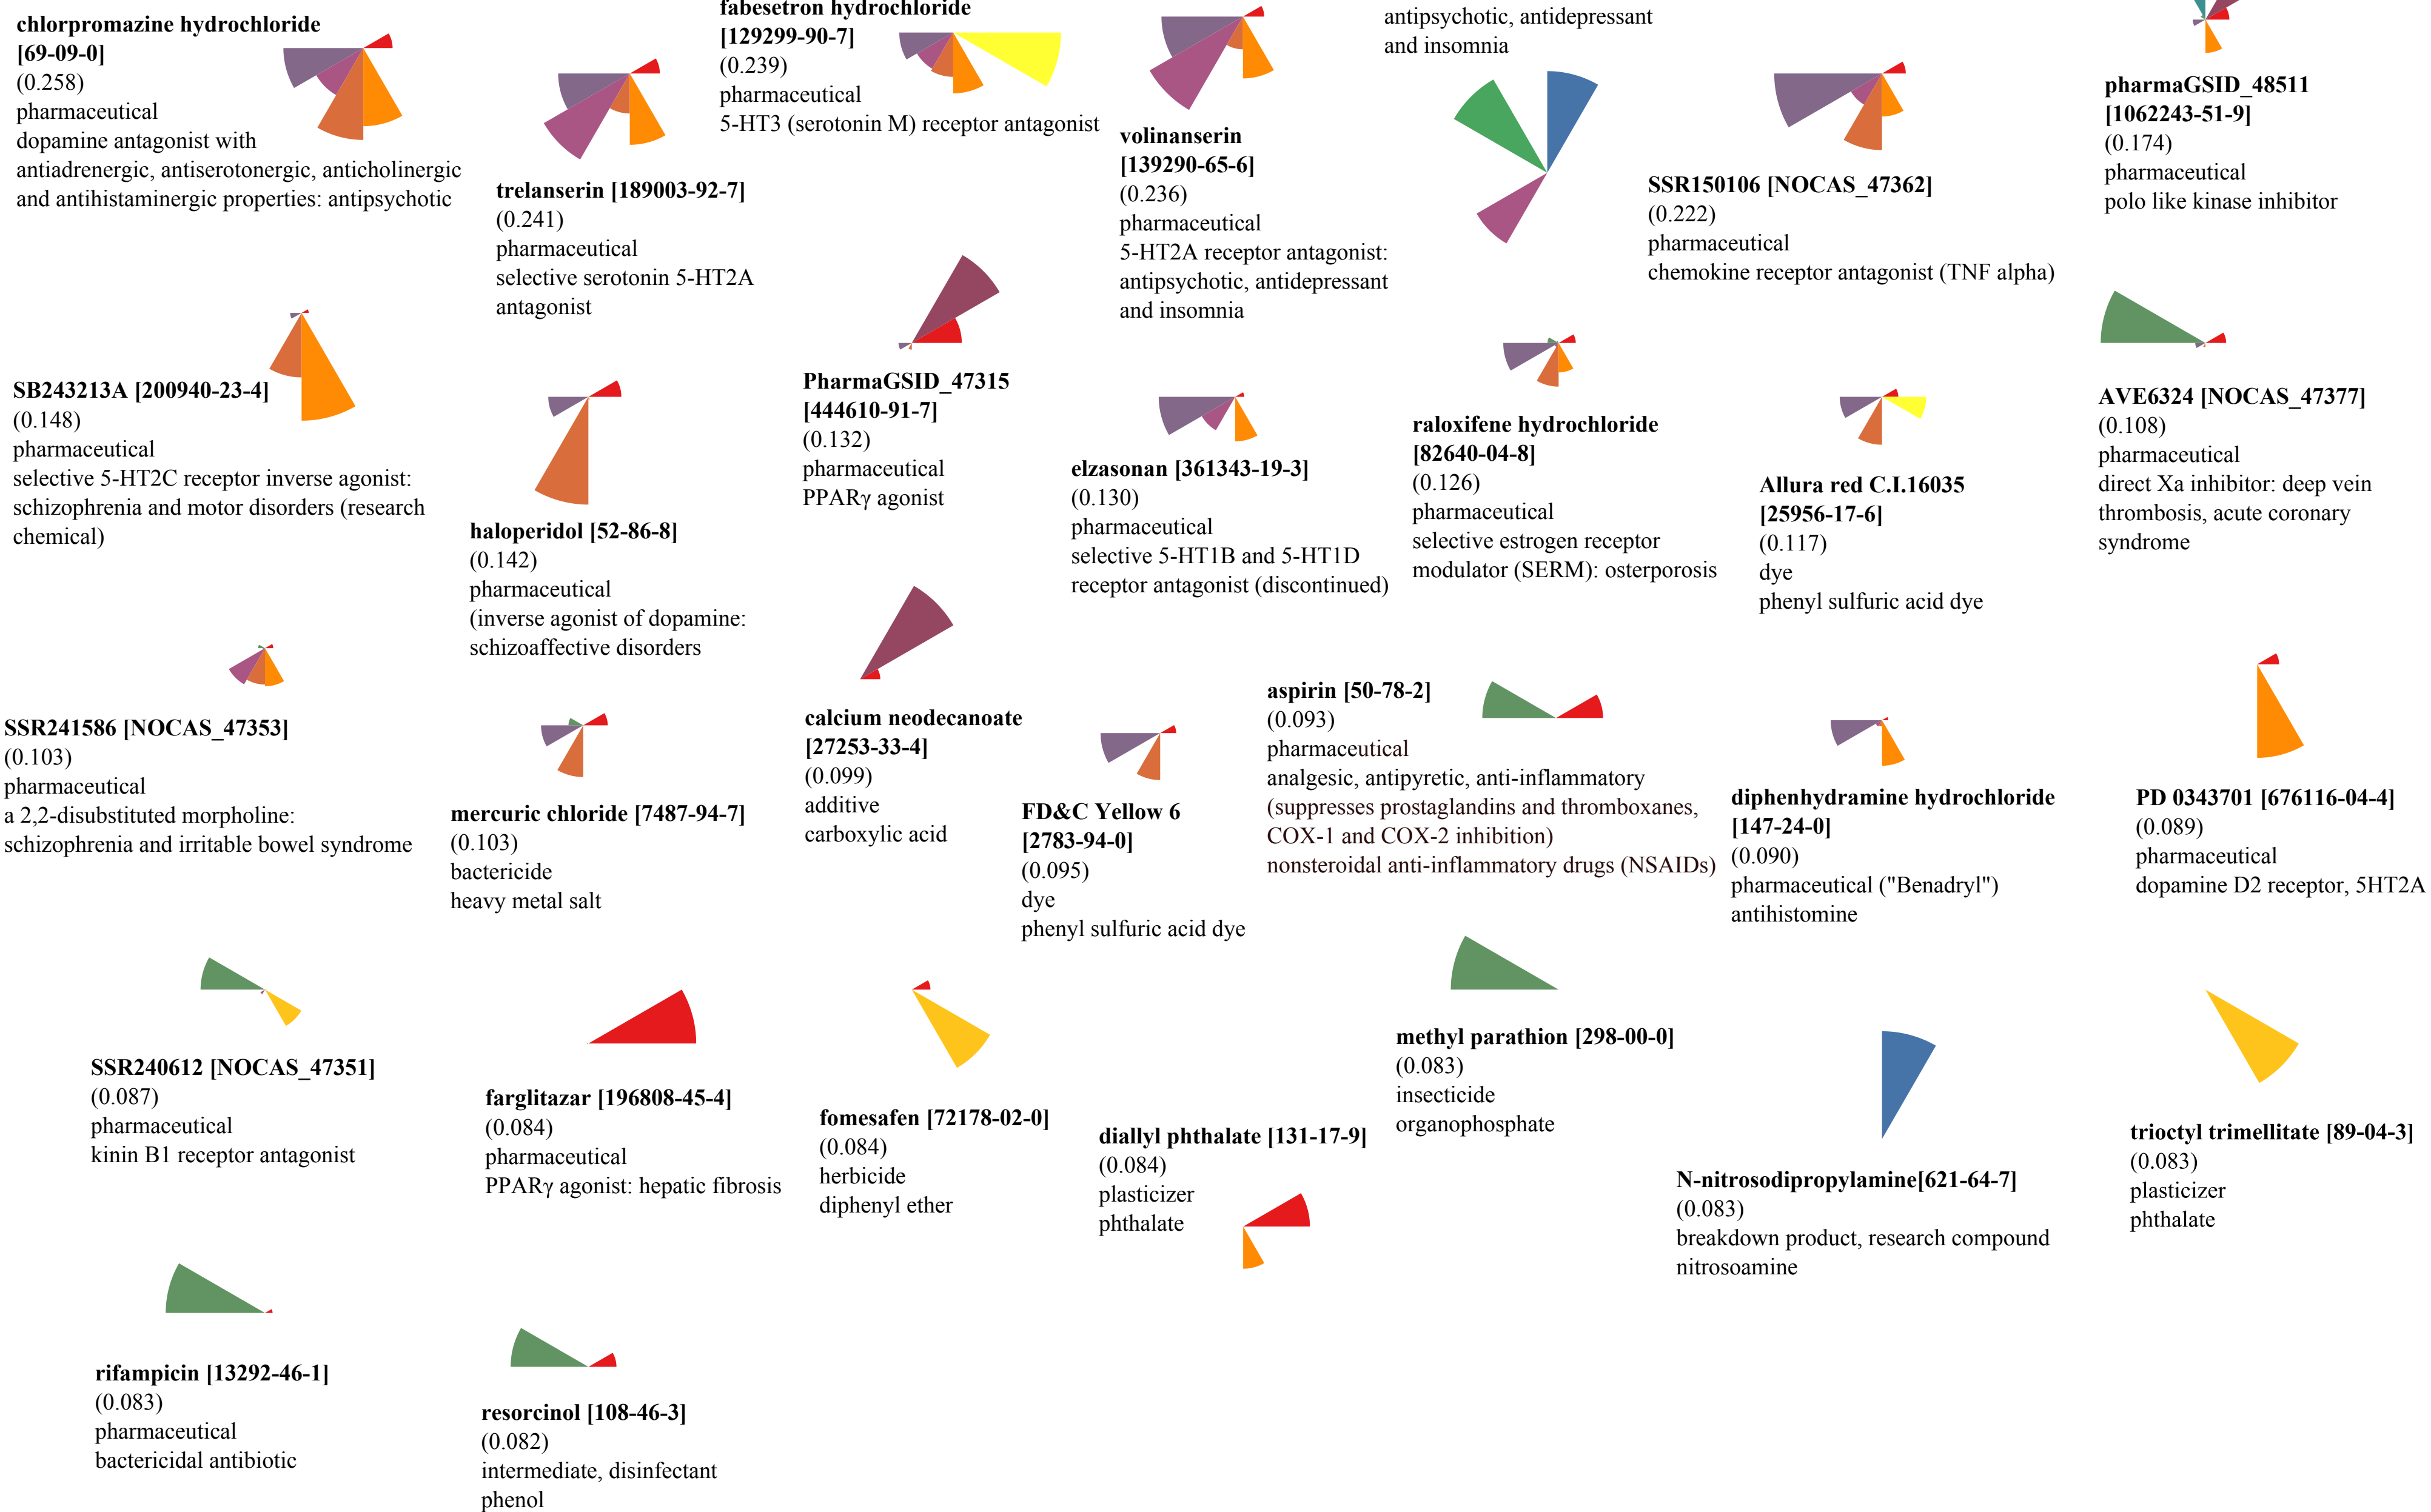 chlorpromazine hydrochloride
[69-09-0]
(0.258)
pharmaceutical
dopamine antagonist with
antiadrenergic, antiserotonergic, anticholinergic
and antihistaminergic properties: antipsychotic
trelanserin [189003-92-7]
(0.241)
pharmaceutical
selective serotonin 5-HT2A
antagonist
fabesetron hydrochloride
[129299-90-7]
(0.239)
pharmaceutical
5-HT3 (serotonin M) receptor antagonist
volinanserin
[139290-65-6]
(0.236)
pharmaceutical
5-HT2A receptor antagonist:
antipsychotic, antidepressant
and insomnia
antipsychotic, antidepressant
and insomnia
SSR150106 [NOCAS_47362]
(0.222)
pharmaceutical
chemokine receptor antagonist (TNF alpha)
pharmaGSID_48511
[1062243-51-9]
(0.174)
pharmaceutical
polo like kinase inhibitor
SB243213A [200940-23-4]
(0.148)
pharmaceutical
selective 5-HT2C receptor inverse agonist:
schizophrenia and motor disorders (research
chemical)
haloperidol [52-86-8]
(0.142)
pharmaceutical
(inverse agonist of dopamine:
schizoaffective disorders
PharmaGSID_47315
[444610-91-7]
(0.132)
pharmaceutical
PPARγ agonist
elzasonan [361343-19-3]
(0.130)
pharmaceutical
selective 5-HT1B and 5-HT1D
receptor antagonist (discontinued)
raloxifene hydrochloride
[82640-04-8]
(0.126)
pharmaceutical
selective estrogen receptor
modulator (SERM): osterporosis
Allura red C.I.16035
[25956-17-6]
(0.117)
dye
phenyl sulfuric acid dye
AVE6324 [NOCAS_47377]
(0.108)
pharmaceutical
direct Xa inhibitor: deep vein
thrombosis, acute coronary
syndrome
SSR241586 [NOCAS_47353]
(0.103)
pharmaceutical
a 2,2-disubstituted morpholine:
schizophrenia and irritable bowel syndrome
mercuric chloride [7487-94-7]
(0.103)
bactericide
heavy metal salt
calcium neodecanoate
[27253-33-4]
(0.099)
additive
carboxylic acid
FD&C Yellow 6
[2783-94-0]
(0.095)
dye
phenyl sulfuric acid dye
aspirin [50-78-2]
(0.093)
pharmaceutical
analgesic, antipyretic, anti-inflammatory
(suppresses prostaglandins and thromboxanes,
COX-1 and COX-2 inhibition)
nonsteroidal anti-inflammatory drugs (NSAIDs)
diphenhydramine hydrochloride
[147-24-0]
(0.090)
pharmaceutical ("Benadryl")
antihistomine
PD 0343701 [676116-04-4]
(0.089)
pharmaceutical
dopamine D2 receptor, 5HT2A
SSR240612 [NOCAS_47351]
(0.087)
pharmaceutical
kinin B1 receptor antagonist
farglitazar [196808-45-4]
(0.084)
pharmaceutical
PPARγ agonist: hepatic fibrosis
fomesafen [72178-02-0]
(0.084)
herbicide
diphenyl ether
diallyl phthalate [131-17-9]
(0.084)
plasticizer
phthalate
methyl parathion [298-00-0]
(0.083)
insecticide
organophosphate
N-nitrosodipropylamine[621-64-7]
(0.083)
breakdown product, research compound
nitrosoamine
trioctyl trimellitate [89-04-3]
(0.083)
plasticizer
phthalate
rifampicin [13292-46-1]
(0.083)
pharmaceutical
bactericidal antibiotic
resorcinol [108-46-3]
(0.082)
intermediate, disinfectant
phenol